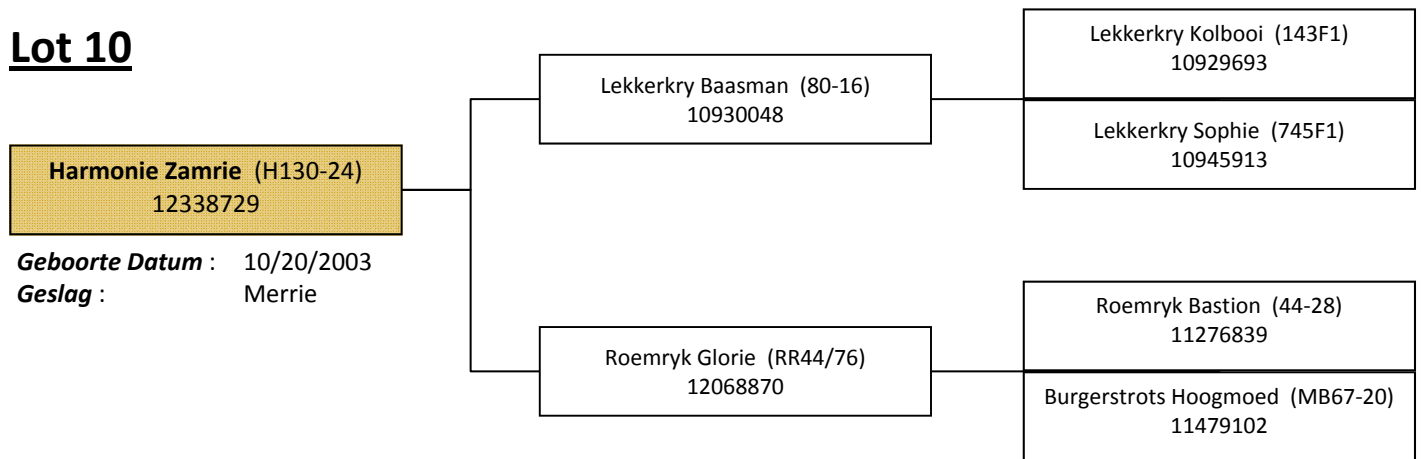 Lot 10
Harmonie Zamrie (H130-24)
12338729
Geboorte Datum : 10/20/2003
Geslag : Merrie
Lekkerkry Baasman (80-16)
10930048
Roemryk Glorie (RR44/76)
12068870
Lekkerkry Kolbooi (143F1)
10929693
Lekkerkry Sophie (745F1)
10945913
Roemryk Bastion (44-28)
11276839
Burgerstrots Hoogmoed (MB67-20)
11479102